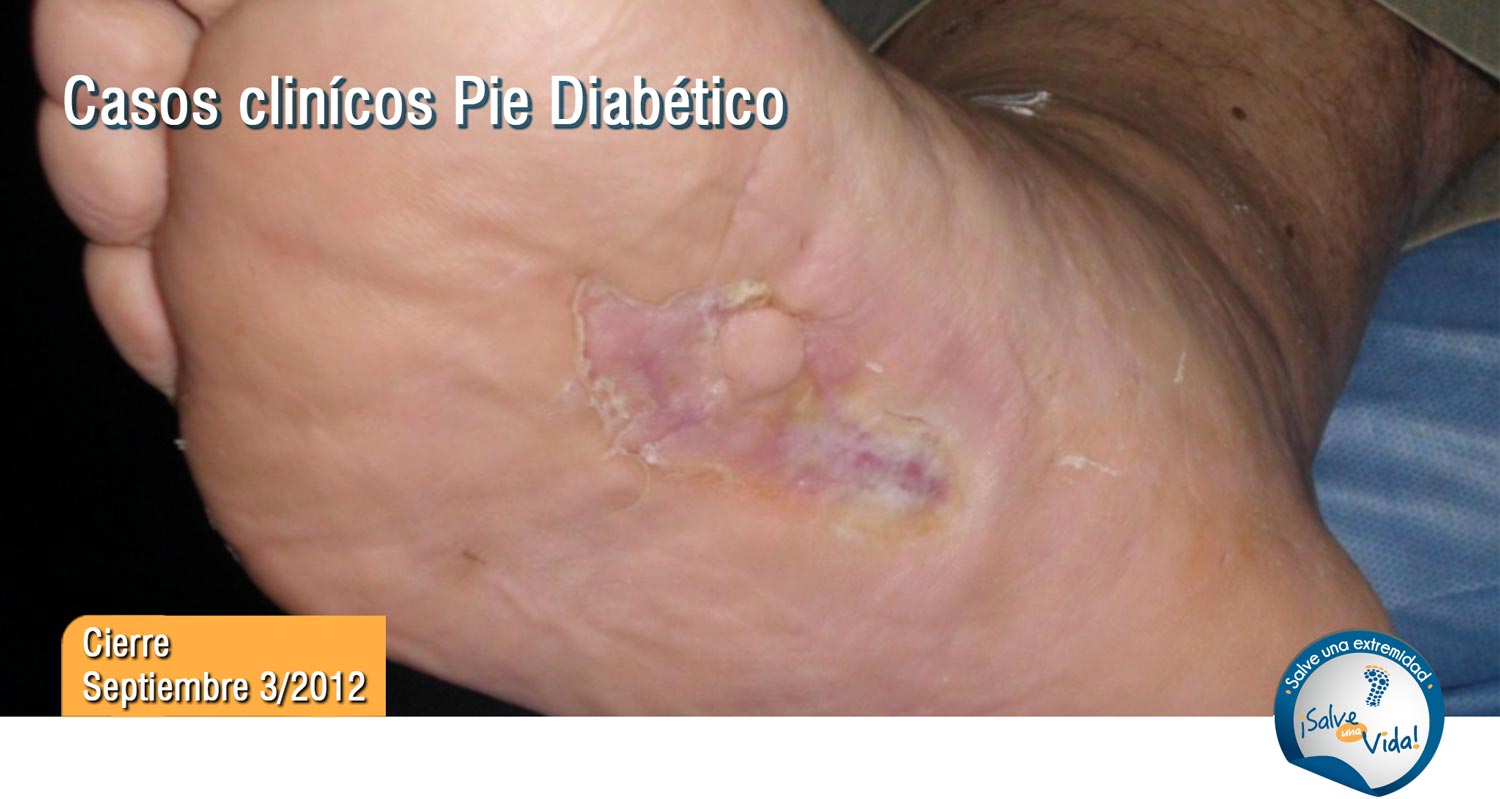 Casos clinícos Pie Diabético
Cierre
Septiembre 3/2012
Salve una extremidad
¡Salve
una
Vida!